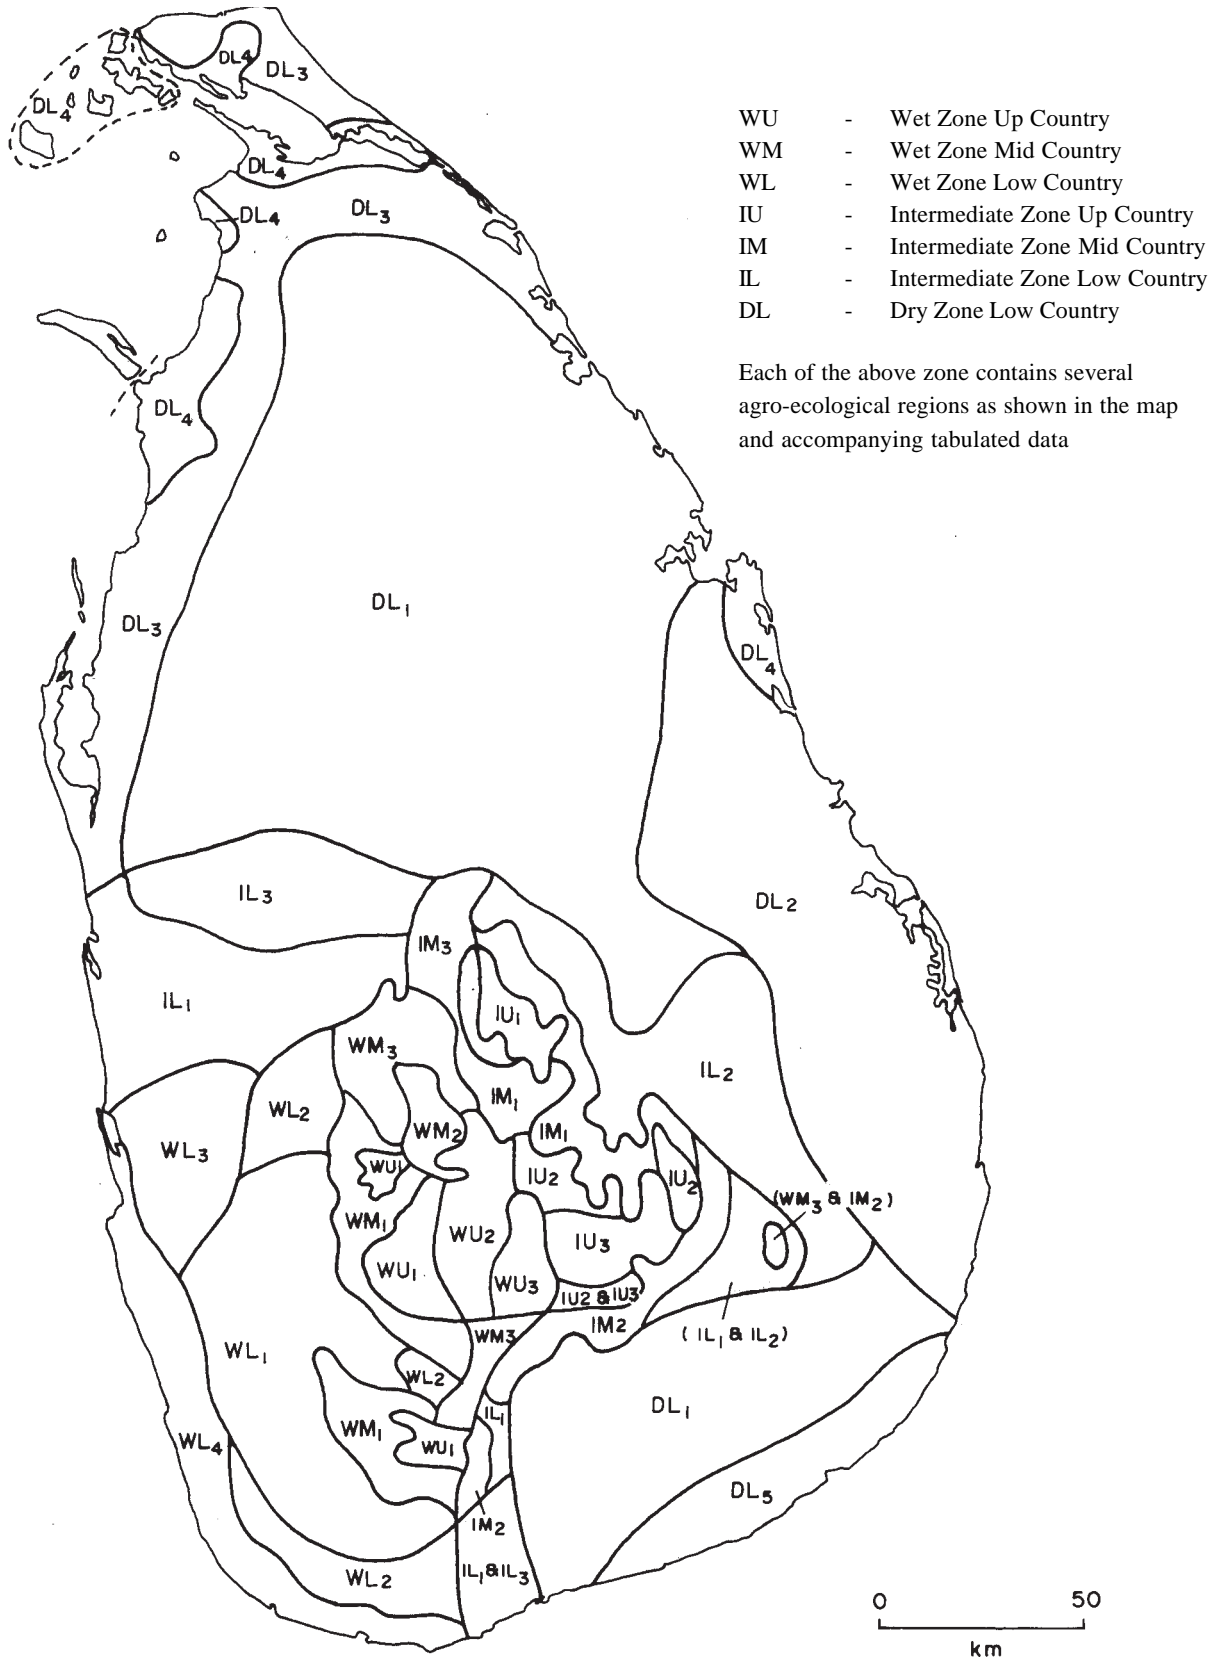 DL4
DL3
DL4
DL4
DL4
DL3
WU - Wet Zone Up Country
WM - Wet Zone Mid Country
WL - Wet Zone Low Country
IU - Intermediate Zone Up Country
IM - Intermediate Zone Mid Country
IL - Intermediate Zone Low Country
DL - Dry Zone Low Country
Each of the above zone contains several
agro-ecological regions as shown in the map
and accompanying tabulated data
DL4
DL1
DL3
DL4
IL3
DL2
IM3
IL1
IU1
WM3
IL2
IM1
WL2
WM2
IM1
WL3
WU1
IU2
IU2
(WM3 & IM2)
WM1
WU2
IU3
WU1
WU3
IU2 & IU3
IM2
WM3
(IL1 & IL2)
WL1
WL2
DL1
IL1
WM1
WL4
WU1
DL5
IM2
IL1 & IL3
WL2
0 50
km